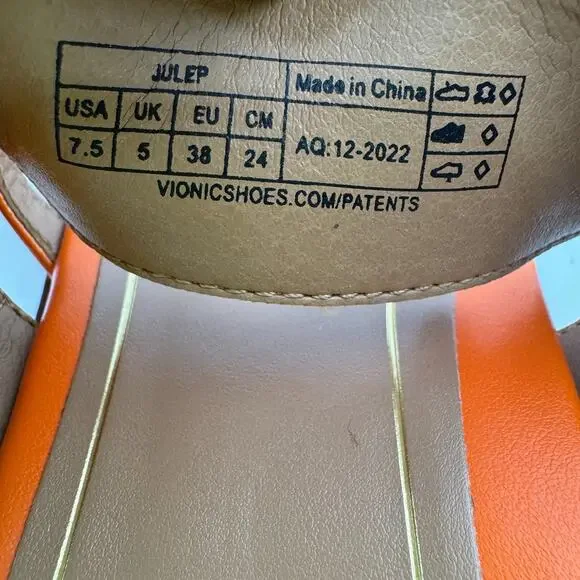 JULEP Made in China
USA UK EU CM
7.5 5 38 24 AQ:12-2022
VIONICSHOES.COM/PATENTS